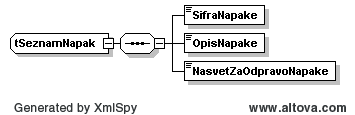 SifraNapake
tSeznamNapak
OpisNapake
NasvetZaOdpravoNapake
Generated by XmlSpy
www.altova.com